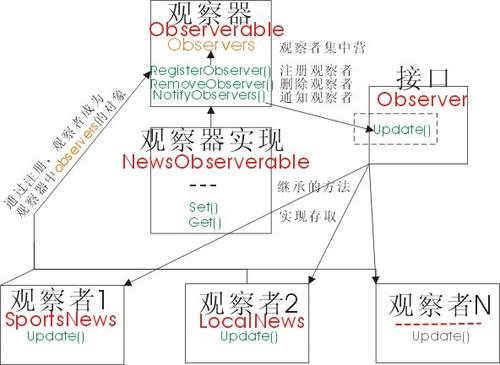 观察器
Observerable
Observers
观察者集中营
RegisterObserver() 注册观察者
RemoveObserver() 删除观察者
NotifyObservers() 通知观察者
接口
Observer
Update()
通过注册，观察者成为
观察器中observers的对象
观察器实现
NewsObserverable
---
继承的方法
Set()
实现存取
Get()
观察者1
SportsNews
Update()
观察者2
LocalNews
Update()
观察者N
---------
Update()